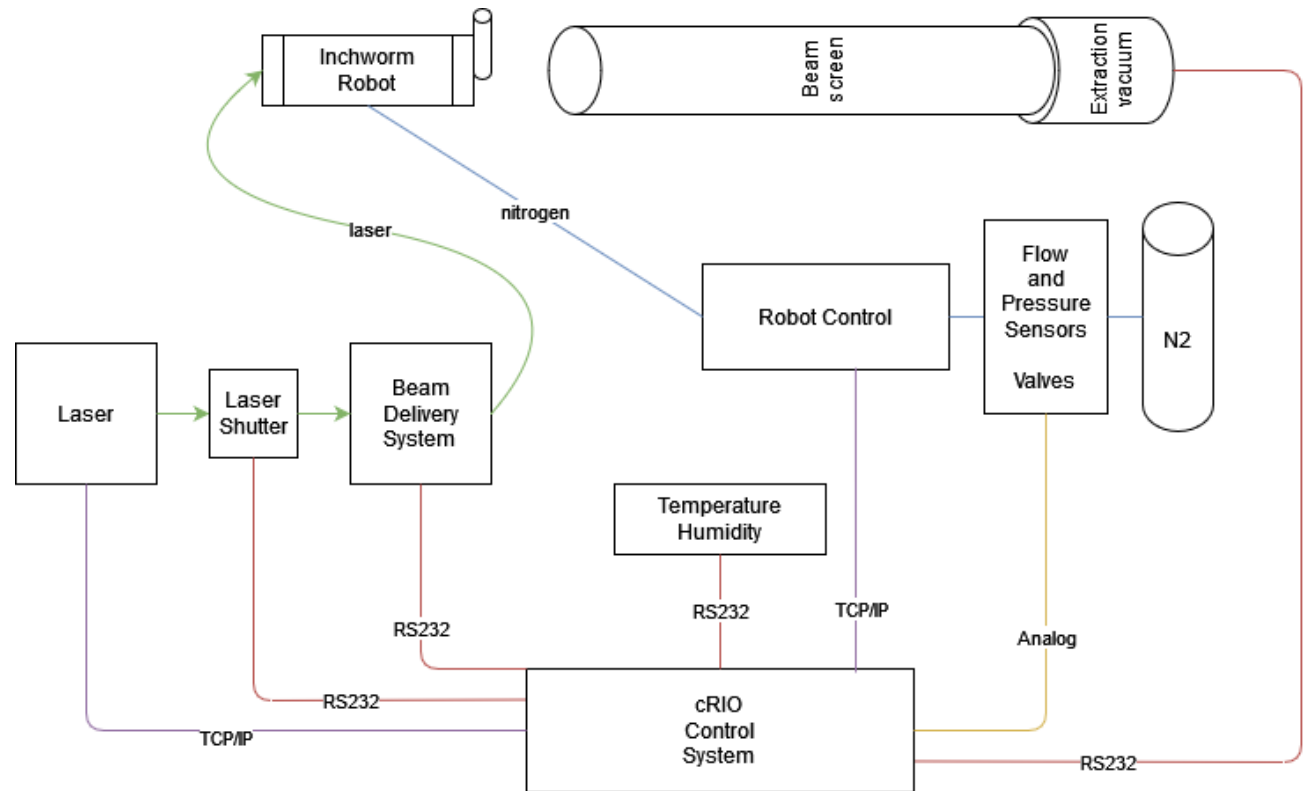 Inchworm
Robot
Beam
screen
Extraction
vacuum
nitrogen
laser
Flow
and
Pressure
Sensors
Valves
N2
Robot Control
Laser
Laser
Shutter
Beam
Delivery
System
Temperature
Humidity
RS232
TCP/IP
RS232
Analog
RS232
TCP/IP
cRIO
Control
System
RS232